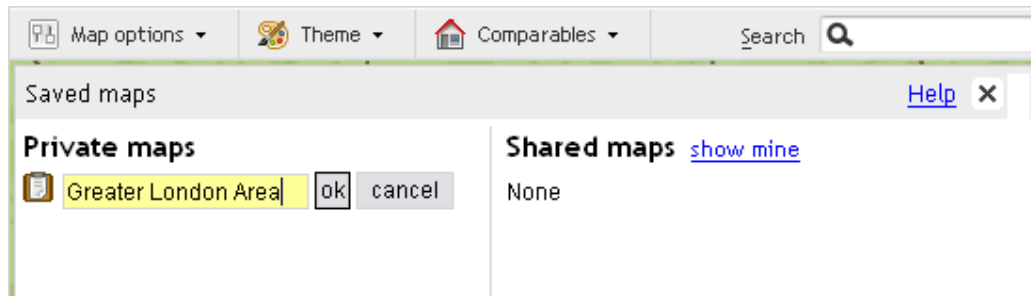 Map options Theme Comparables Search
Saved maps Help
Private maps
Greater London Area ok cancel
Shared maps show mine
None